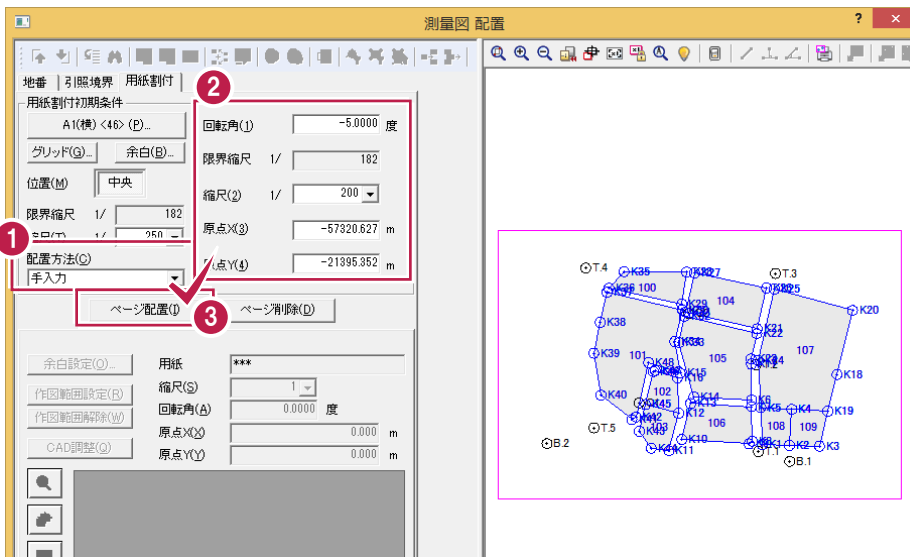 測量図 配置
? ×
地番 引照境界 用紙割付
用紙割付初期条件
A1(横) <46> (P)...
グリッド(G)... 余白(B)...
位置(M) 中央
限界縮尺 1/ 182
250
配置方法(C)
手入力
1
2
回転角(1) -5.0000 度
限界縮尺 1/ 182
縮尺(2) 1/ 200
原点X(3) -57320.627 m
原点Y(4) -21395.352 m
ページ配置(I) 3 ページ削除(D)
余白設定(O)... 用紙 ***
作図範囲設定(R) 縮尺(S) 1
作図範囲解除(W) 回転角(A) 0.0000 度
原点X(X) 0.000 m
CAD調整(Q) 原点Y(Y) 0.000 m
T.4 K35 K27 T.3
100 104 K20
K29
K38 K22
K39 101 K48 105 107
K15 K16 K18
K40 102 K14 K6
K13 K5 K4 K19
K12
T.5 103 106 108 109
B.2 K10 K2 K3
K11 T.1
B.1